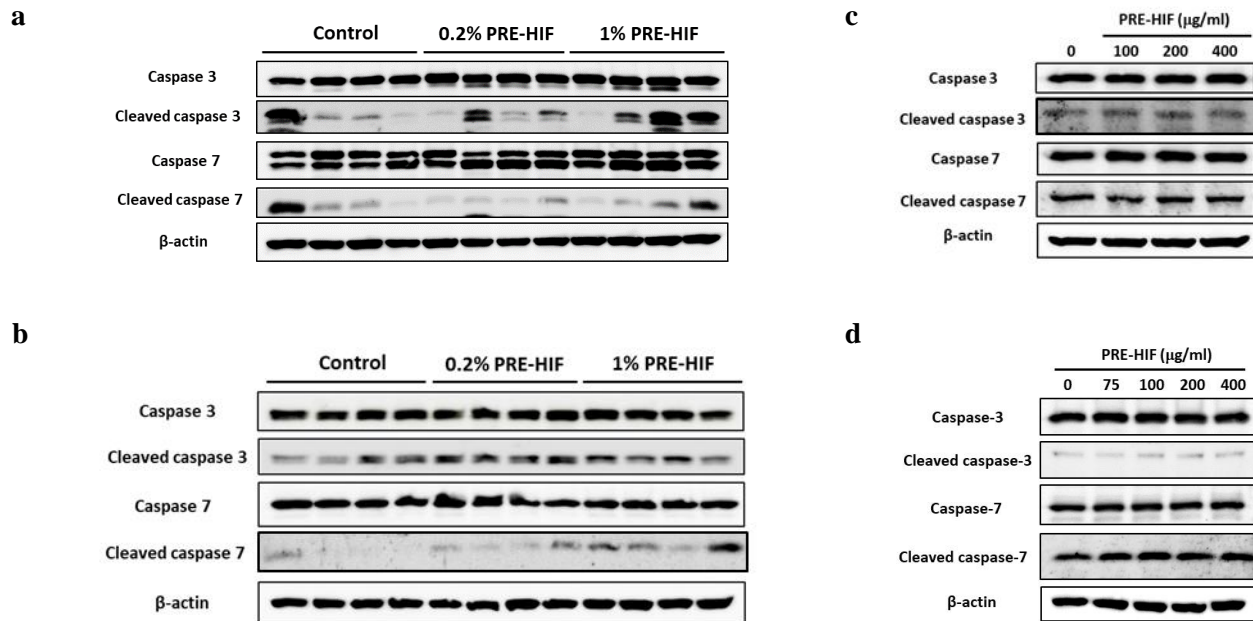 a
Control 0.2% PRE-HIF 1% PRE-HIF
Caspase 3
Cleaved caspase 3
Caspase 7
Cleaved caspase 7
β-actin
b
Control 0.2% PRE-HIF 1% PRE-HIF
Caspase 3
Cleaved caspase 3
Caspase 7
Cleaved caspase 7
β-actin
c
PRE-HIF (μg/ml)
0 100 200 400
Caspase 3
Cleaved caspase 3
Caspase 7
Cleaved caspase 7
β-actin
d
PRE-HIF (μg/ml)
0 75 100 200 400
Caspase-3
Cleaved caspase-3
Caspase-7
Cleaved caspase-7
β-actin